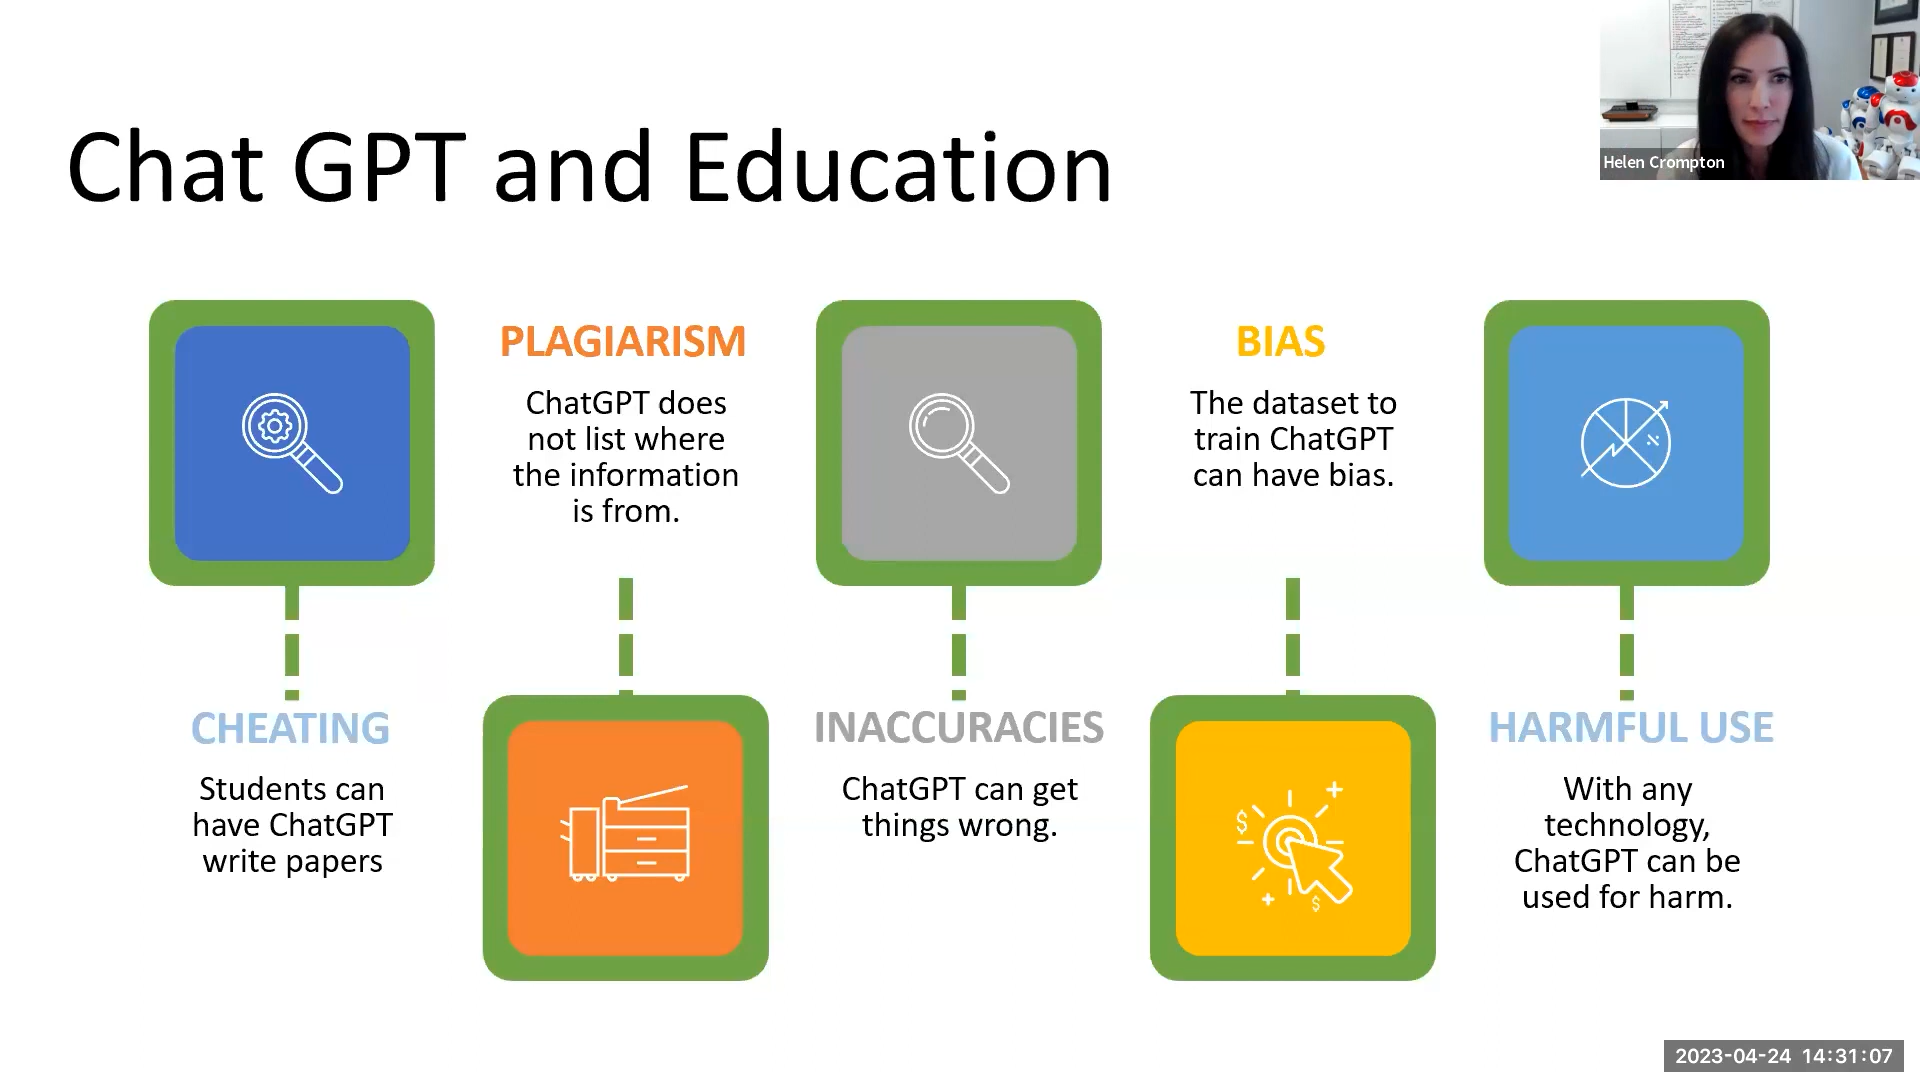 Chat GPT and Education
Helen Crompton
CHEATING
Students can
have ChatGPT
write papers
PLAGIARISM
ChatGPT does
not list where
the information
is from.
INACCURACIES
ChatGPT can get
things wrong.
BIAS
The dataset to
train ChatGPT
can have bias.
HARMFUL USE
With any
technology,
ChatGPT can be
used for harm.
2023-04-24 14:31:07